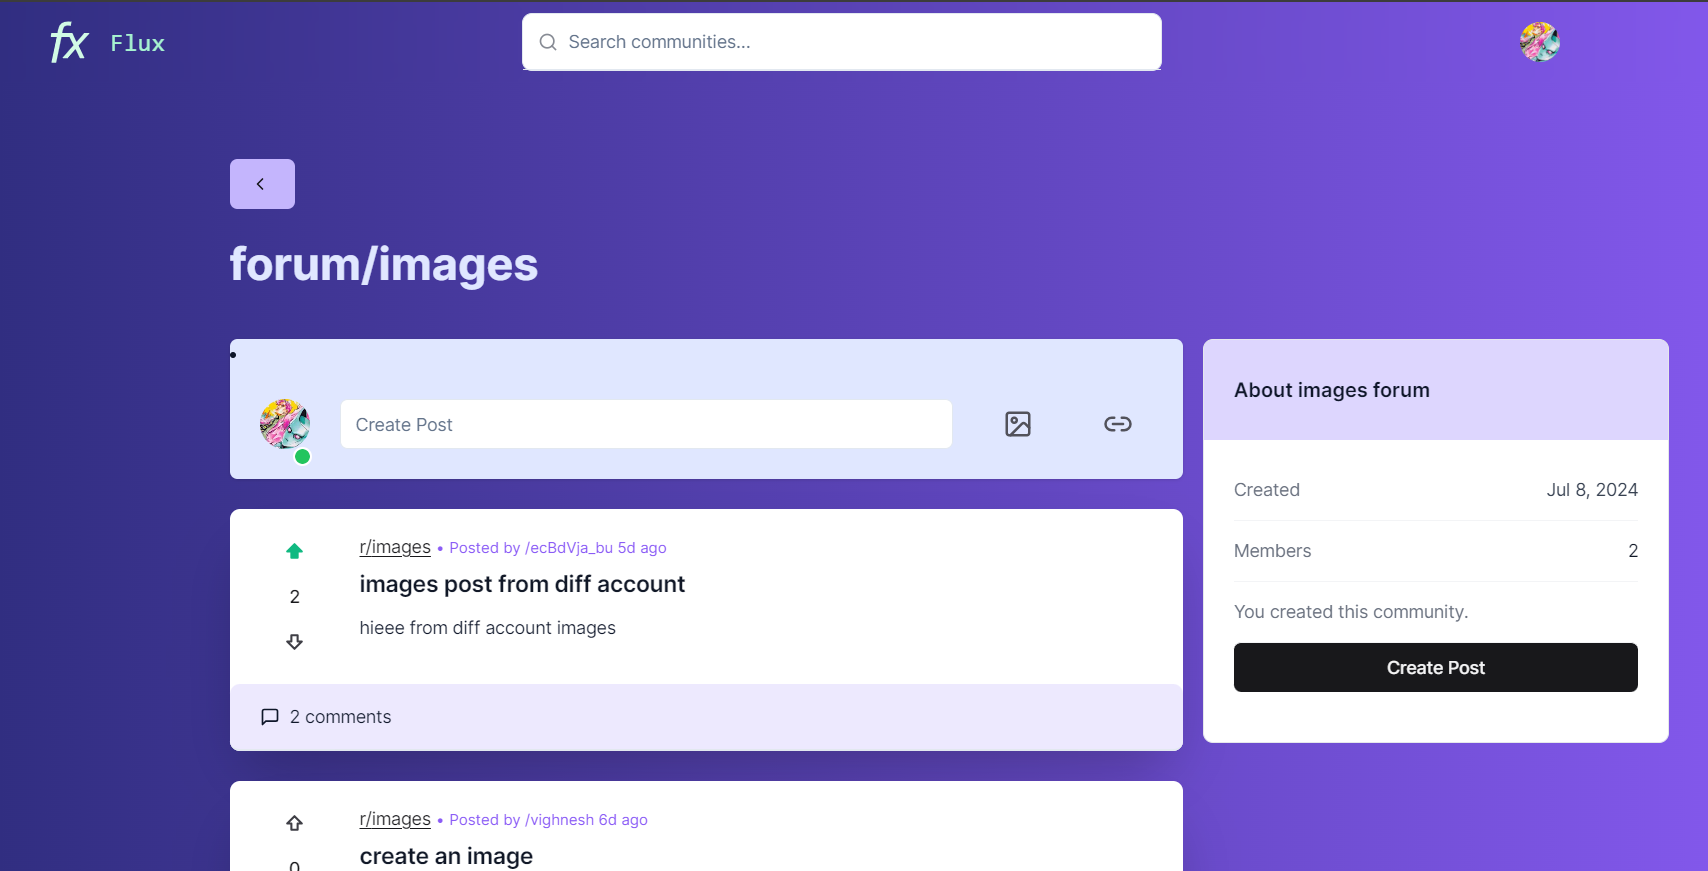 fx Flux
Search communities...
forum/images
Create Post
About images forum
Created Jul 8, 2024
Members 2
You created this community.
Create Post
r/images • Posted by /ecBdVja_bu 5d ago
images post from diff account
2
hieee from diff account images
2 comments
r/images • Posted by /vighnesh 6d ago
create an image
0